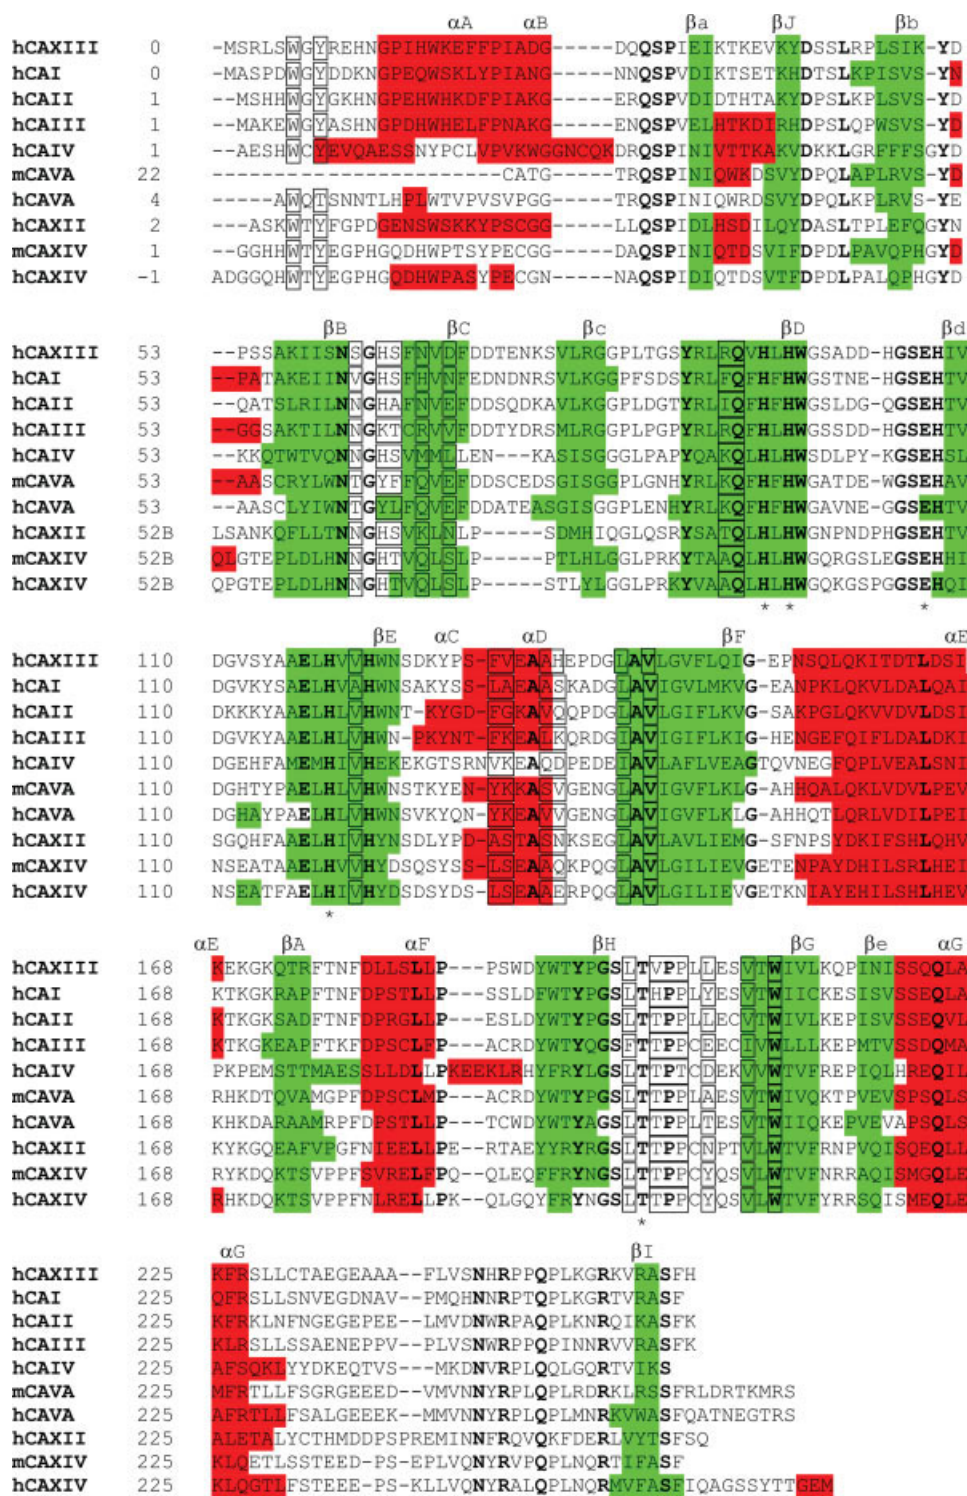 αA αB βa βJ βb
hCAXIII 0 -MSRLSWGYREHNGPIHWKEFFPIADG-----DQQSPIEIKTKEVKYDSSLRPLSIK-YD
hCAI 0 -MASPDWGYDDKNGPEQWSKLYPIANG-----NNQSPVDIKTSETKHDTSLKPISVS-YN
hCAII 1 --MSHHWGYGKHNGPEHWHKDFPIAKG-----ERQSPVDIDTHTAKYDPSLKPLSVS-YD
hCAIII 1 --MAKEWGYASHNGPDHWHELFPNAKG-----ENQSPVELHTKDIRHDPSLQPWSVS-YD
hCAIV 1 --AESHWCYEVQAESSNYPCLVPVKWGGNCQKDRQSPINIVTTKAKVDKKLGRFFFSGYD
mCAVA 22 -----------------------CATG-----TRQSPINIQWKDSVYDPQLAPLRVS-YD
hCAVA 4 -----AWQTSNNTLHPLWTVPVSVPGG-----TRQSPINIQWRDSVYDPQLKPLRVS-YE
hCAXII 2 ----ASKWTYFGPDGENSWSKKYPSCGG----LLQSPIDLHSDILQYDASLTPLEFQGYN
mCAXIV 1 --GGHHWTYEGPHGQDHWPTSYPECGG-----DAQSPINIQTDSVIFDPDLPAVQPHGYD
hCAXIV -1 ADGGQHWTYEGPHGQDHWPASYPECGN-----NAQSPIDIQTDSVTFDPDLPALQPHGYD
βB βC βc βD βd
hCAXIII 53 --PSSAKIISNSGHSFNVDFDDTENKSVLRGGPLTGSYRLRQVHLHWGSADD-HGSEHIV
hCAI 53 --PATAKEIINVGHSFHVNFEDNDNRSVLKGGPFSDSYRLFQFHFHWGSTNE-HGSEHTV
hCAII 53 --QATSLRILNNGHAFNVEFDDSQDKAVLKGGPLDGTYRLIQFHFHWGSLDG-QGSEHTV
hCAIII 53 --GGSAKTILNNGKTCRVVFDDTYDRSMLRGGPLPGPYRLRQFHLHWGSSDD-HGSEHTV
hCAIV 53 --KKQTWTVQNNGHSVMMLLEN---KASISGGGLPAPYQAKQLHLHWSDLPY-KGSEHSL
mCAVA 53 --AASCRYLWNTGYFFQVEFDDSCEDSGISGGPLGNHYRLKQFHFHWGATDE-WGSEHAV
hCAVA 53 --AASCLYIWNTGYLFQVEFDDATEASGISGGPLENHYRLKQFHFHWGAVNE-GGSEHTV
hCAXII 52B LSANKQFLLTNNGHSVKLNLP-----SDMHIQGLQSRYSATQLHLHWGNPNDPHGSEHTV
mCAXIV 52B QLGTEPLDLHNNGHTVQLSLP-----PTLHLGGLPRKYTAAQLHLHWGQRGSLEGSEHQI
hCAXIV 52B QPGTEPLDLHNNGHTVQLSLP-----STLYLGGLPRKYVAAQLHLHWGQKGSPGGSEHQI
* * *
βE αC αD βF αE
hCAXIII 110 DGVSYAAELHVVHWNSDKYPS-FVEAAHEPDGLAVLGVFLQIG-EPNSQLQKITDTLDSI
hCAI 110 DGVKYSAELHVAHWNSAKYSS-LAEAASKADGLAVIGVLMKVG-EANPKLQKVLDALQAI
hCAII 110 DKKKYAAELHLVHWNT-KYGD-FGKAVQQPDGLAVLGIFLKVG-SAKPGLQKVVDVLDSI
hCAIII 110 DGVKYAAELHLVHWN-PKYNT-FKEALKQRDGIAVIGIFLKIG-HENGEFQIFLDALDKI
hCAIV 110 DGEHFAMEMHIVHEKEKGTSRNVKEAQDPEDEIAVLAFLVEAGTQVNEGFQPLVEALSNI
mCAVA 110 DGHTYPAELHLVHWNSTKYEN-YKKASVGENGLAVIGVFLKLG-AHHQALQKLVDVLPEV
hCAVA 110 DGHAYPAELHLVHWNSVKYQN-YKEAVVGENGLAVIGVFLKLG-AHHQTLQRLVDILPEI
hCAXII 110 SGQHFAAELHIVHYNSDLYPD-ASTASNKSEGLAVLAVLIEMG-SFNPSYDKIFSHLQHV
mCAXIV 110 NSEATAAELHVVHYDSQSYSS-LSEAAQKPQGLAVLGILIEVGETENPAYDHILSRLHEI
hCAXIV 110 NSEATFAELHIVHYDSDSYDS-LSEAAERPQGLAVLGILIEVGETKNIAYEHILSHLHEV
*
αE βA αF βH βG βe αG
hCAXIII 168 KEKGKQTRFTNFDLLSLLP---PSWDYWTYPGSLTVPPLLESVTWIVLKQPINISSQQLA
hCAI 168 KTKGKRAPFTNFDPSTLLP---SSLDFWTYPGSLTHPPLYESVTWIICKESISVSSEQLA
hCAII 168 KTKGKSADFTNFDPRGLLP---ESLDYWTYPGSLTTPPLLECVTWIVLKEPISVSSEQVL
hCAIII 168 KTKGKEAPFTKFDPSCLFP---ACRDYWTYQGSFTTPPCEECIVWLLLKEPMTVSSDQMA
hCAIV 168 PKPEMSTTMAESSLLDLLPKEEKLRHYFRYLGSLTTPTCDEKVVWTVFREPIQLHREQIL
mCAVA 168 RHKDTQVAMGPFDPSCLMP---ACRDYWTYPGSLTTPPLAESVTWIVQKTPVEVSPSQLS
hCAVA 168 KHKDARAAMRPFDPSTLLP---TCWDYWTYAGSLTTPPLTESVTWIIQKEPVEVAPSQLS
hCAXII 168 KYKGQEAFVPGFNIEELLPE--RTAEYYRYRGSLTTPPCNPTVLWTVFRNPVQISQEQLL
mCAXIV 168 RYKDQKTSVPPFSVRELFPQ--QLEQFFRYNGSLTTPPCYQSVLWTVFNRRAQISMGQLE
hCAXIV 168 RHKDQKTSVPPFNLRELLPK--QLGQYFRYNGSLTTPPCYQSVLWTVFYRRSQISMEQLE
*
αG βI
hCAXIII 225 KFRSLLCTAEGEAAA--FLVSNHRPPQPLKGRKVRASFH
hCAI 225 QFRSLLSNVEGDNAV-PMQHNNRPTQPLKGRTVRASF
hCAII 225 KFRKLNFNGEGEPEE--LMVDNWRPAQPLKNRQIKASFK
hCAIII 225 KLRSLLSSAENEPPV-PLVSNWRPPQPINNRVVRASFK
hCAIV 225 AFSQKLYYDKEQTVS---MKDNVRPLQQLGQRTVIKS
mCAVA 225 MFRTLLFSGRGEEED--VMVNNYRPLQPLRDRKLRSSFRLDRTKMRS
hCAVA 225 AFRTLLFSALGEEEK--MMVNNYRPLQPLMNRKVWASFQATNEGTRS
hCAXII 225 ALETALYCTHMDDPSPREMINNFRQVQKFDERLVYTSFSQ
mCAXIV 225 KLQETLSSTEED-PS-EPLVQNYRVPQPLNQRTIFASF
hCAXIV 225 KLQGTLFSTEEE-PS-KLLVQNYRALQPLNQRMVFASFIQAGSSYTTGEM